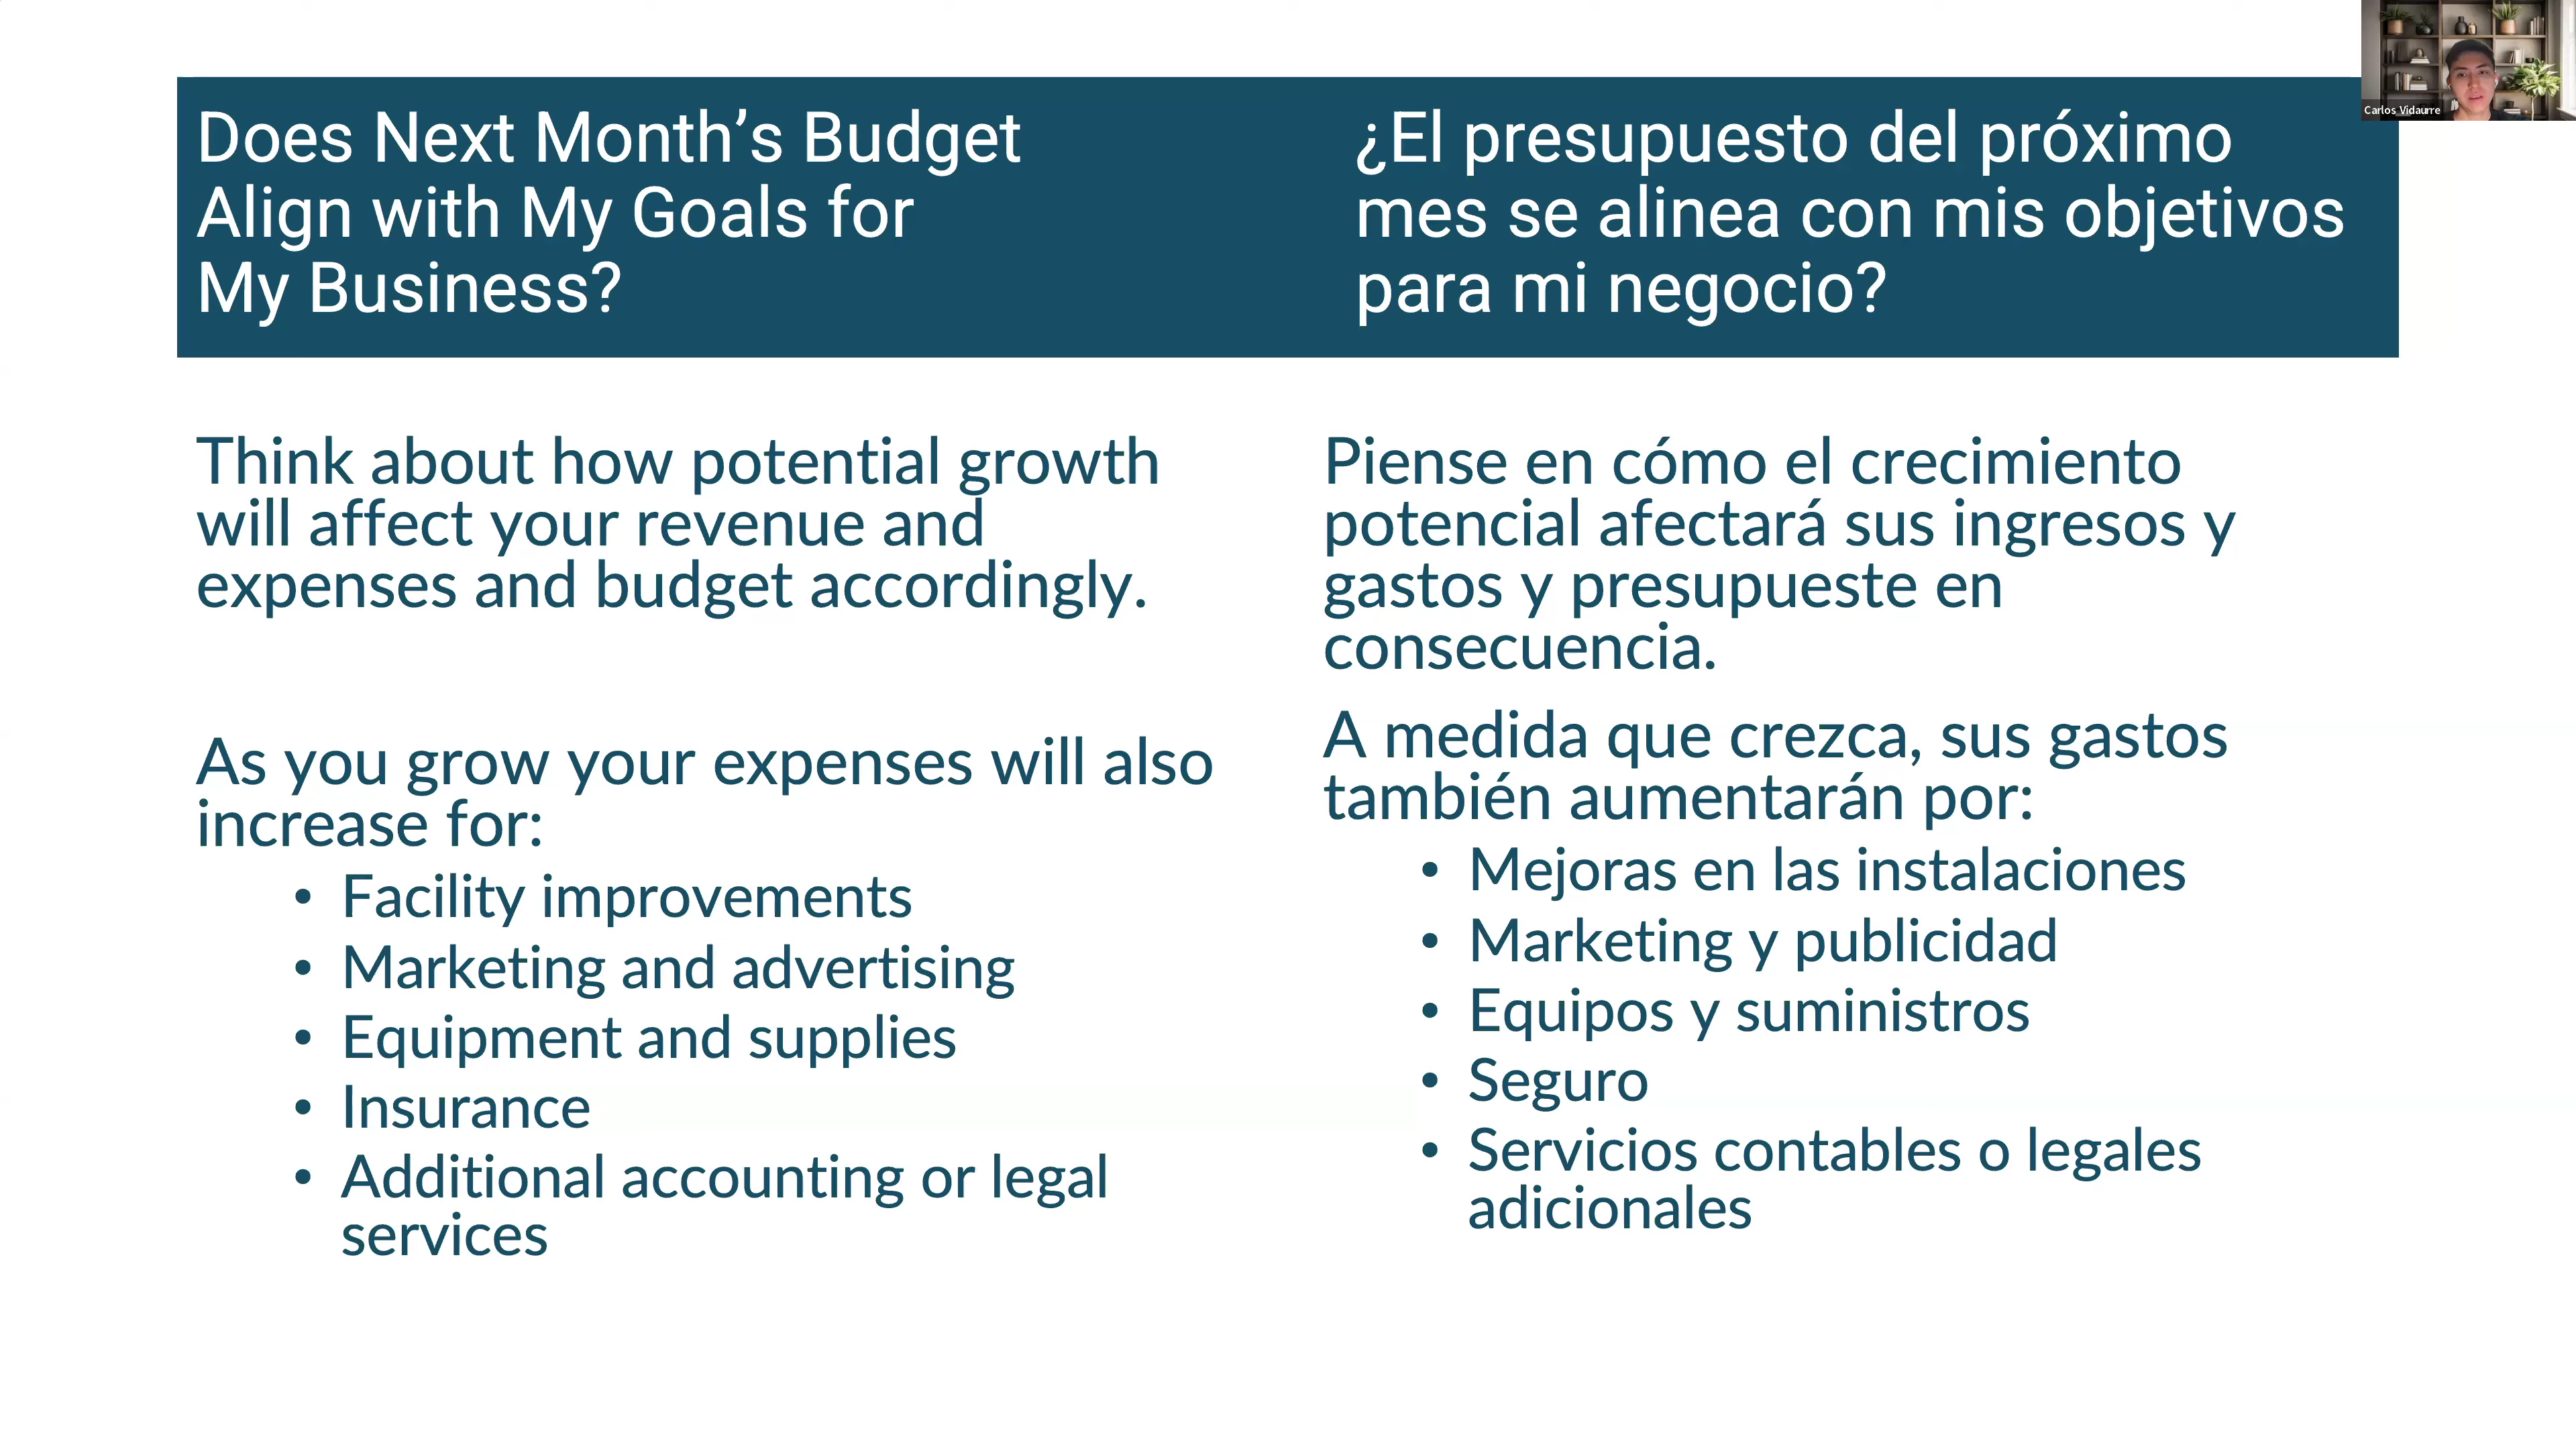 Does Next Month’s Budget
Align with My Goals for
My Business?
¿El presupuesto del próximo
mes se alinea con mis objetivos
para mi negocio?
Carlos Vidaurre
Think about how potential growth
will affect your revenue and
expenses and budget accordingly.
As you grow your expenses will also
increase for:
• Facility improvements
• Marketing and advertising
• Equipment and supplies
• Insurance
• Additional accounting or legal
services
Piense en cómo el crecimiento
potencial afectará sus ingresos y
gastos y presupueste en
consecuencia.
A medida que crezca, sus gastos
también aumentarán por:
• Mejoras en las instalaciones
• Marketing y publicidad
• Equipos y suministros
• Seguro
• Servicios contables o legales
adicionales